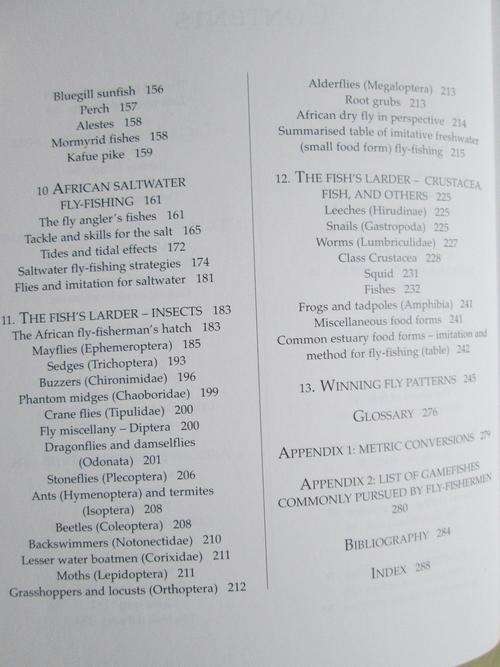 Bluegill sunfish 156
Perch 157
Alestes 158
Mormyrid fishes 158
Kafue pike 159
10 AFRICAN SALTWATER
FLY-FISHING 161
The fly angler's fishes 161
Tackle and skills for the salt 165
Tides and tidal effects 172
Saltwater fly-fishing strategies 174
Flies and imitation for saltwater 181
11. THE FISH'S LARDER – INSECTS 183
The African fly-fisherman's hatch 183
Mayflies (Ephemeroptera) 185
Sedges (Trichoptera) 193
Buzzers (Chironimidae) 196
Phantom midges (Chaoboridae) 199
Crane flies (Tipulidae) 200
Fly miscellany – Diptera 200
Dragonflies and damselflies
(Odonata) 201
Stoneflies (Plecoptera) 206
Ants (Hymenoptera) and termites
(Isoptera) 208
Beetles (Coleoptera) 208
Backswimmers (Notonectidae) 210
Lesser water boatmen (Corixidae) 211
Moths (Lepidoptera) 211
Grasshoppers and locusts (Orthoptera) 212
Alderflies (Megaloptera) 213
Root grubs 213
African dry fly in perspective 214
Summarised table of imitative freshwater
(small food form) fly-fishing 215
12. THE FISH'S LARDER – CRUSTACEA,
FISH, AND OTHERS 225
Leeches (Hirudinae) 225
Snails (Gastropoda) 225
Worms (Lumbriculidae) 227
Class Crustacea 228
Squid 231
Fishes 232
Frogs and tadpoles (Amphibia) 241
Miscellaneous food forms 241
Common estuary food forms – imitation and
method for fly-fishing (table) 242
13. WINNING FLY PATTERNS 245
GLOSSARY 276
APPENDIX 1: METRIC CONVERSIONS 279
APPENDIX 2: LIST OF GAMEFISHES
COMMONLY PURSUED BY FLY-FISHERMEN
280
BIBLIOGRAPHY 284
INDEX 288